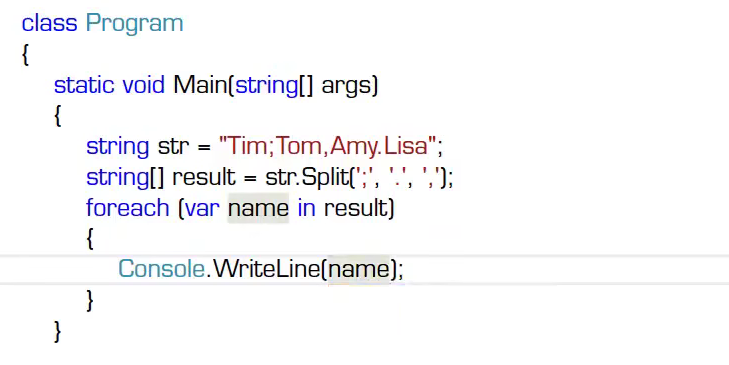 class Program
{
static void Main(string[] args)
{
string str = "Tim;Tom,Amy.Lisa";
string[] result = str.Split(';', '.', ',');
foreach (var name in result)
{
Console.WriteLine(name);
}
}